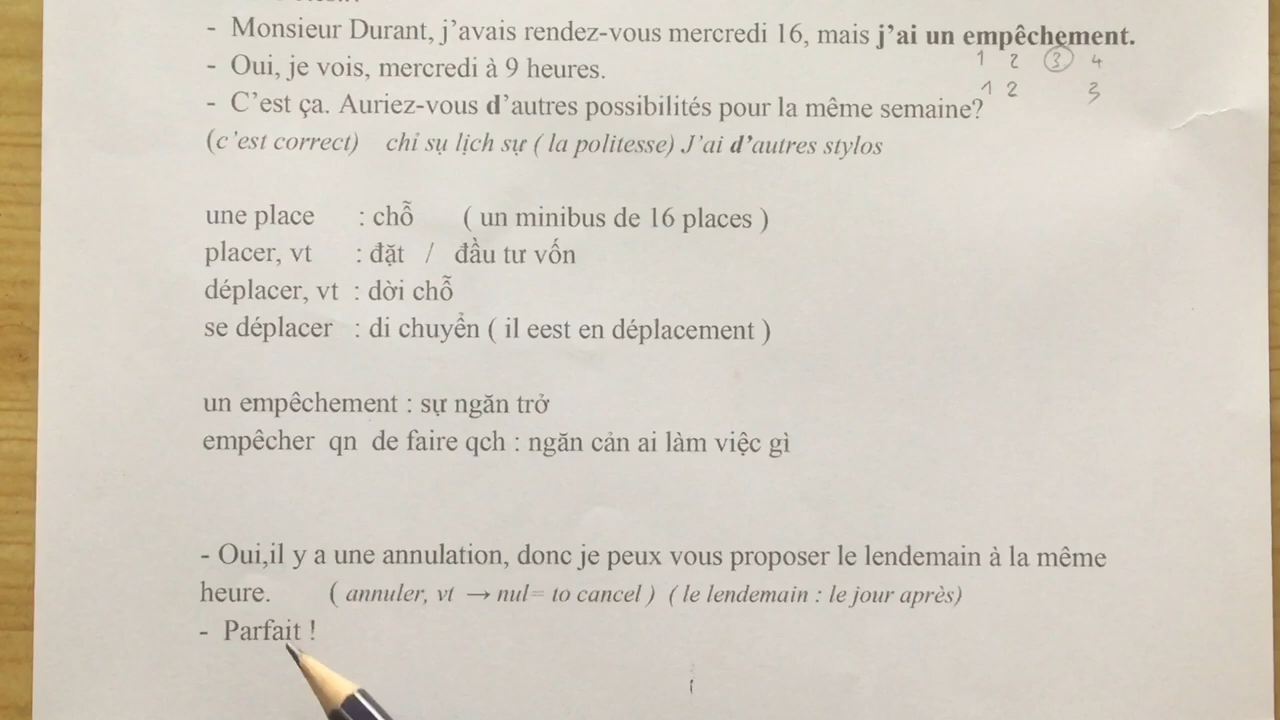 - Monsieur Durant, j'avais rendez-vous mercredi 16, mais j'ai un empêchement.
1 2 3 4
- Oui, je vois, mercredi à 9 heures.
1 2 3
- C'est ça. Auriez-vous d'autres possibilités pour la même semaine?
(c'est correct) chỉ sụ lịch sự ( la politesse) J'ai d'autres stylos
une place : chỗ ( un minibus de 16 places )
placer, vt : đặt / đầu tư vốn
déplacer, vt : dời chỗ
se déplacer : di chuyển ( il eest en déplacement )
un empêchement : sự ngăn trở
empêcher qn de faire qch : ngăn cản ai làm việc gì
- Oui,il y a une annulation, donc je peux vous proposer le lendemain à la même
heure. ( annuler, vt → nul= to cancel ) ( le lendemain : le jour après)
- Parfait !